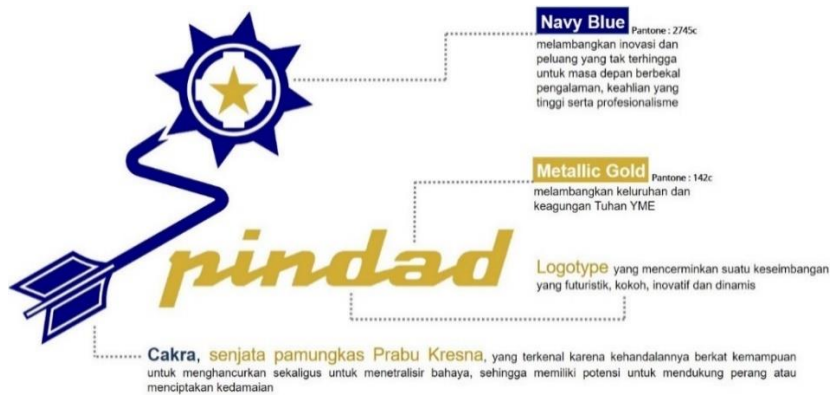 Navy Blue Pantone : 2745c
melambangkan inovasi dan
peluang yang tak terhingga
untuk masa depan berbekal
pengalaman, keahlian yang
tinggi serta profesionalisme
Metallic Gold Pantone : 142c
melambangkan keluruhan dan
keagungan Tuhan YME
pindad
Logotype yang mencerminkan suatu keseimbangan
yang futuristik, kokoh, inovatif dan dinamis
Cakra, senjata pamungkas Prabu Kresna, yang terkenal karena kehandalannya berkat kemampuan
untuk menghancurkan sekaligus untuk menetralisir bahaya, sehingga memiliki potensi untuk mendukung perang atau
menciptakan kedamaian